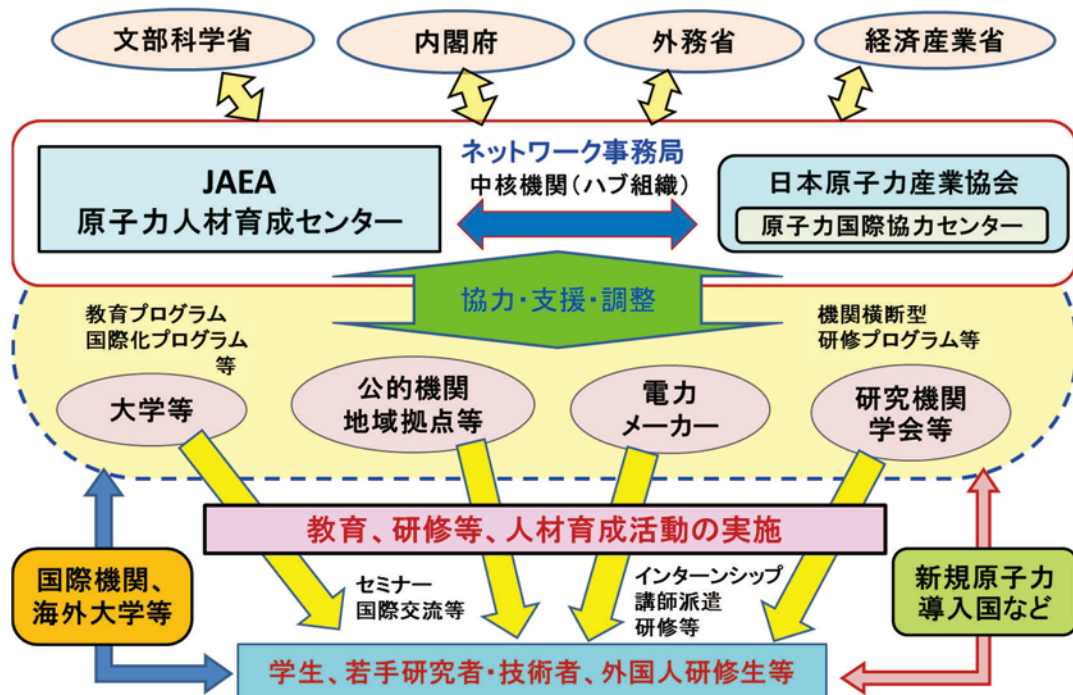 文部科学省
内閣府
外務省
経済産業省
ネットワーク事務局
中核機関(ハブ組織)
JAEA
原子力人材育成センター
日本原子力産業協会
原子力国際協力センター
協力・支援・調整
教育プログラム
国際化プログラム
等
機関横断型
研修プログラム等
大学等
公的機関
地域拠点等
電力
メーカー
研究機関
学会等
教育、研修等、人材育成活動の実施
国際機関、
海外大学等
セミナー
国際交流等
インターンシップ
講師派遣
研修等
新規原子力
導入国など
学生、若手研究者・技術者、外国人研修生等